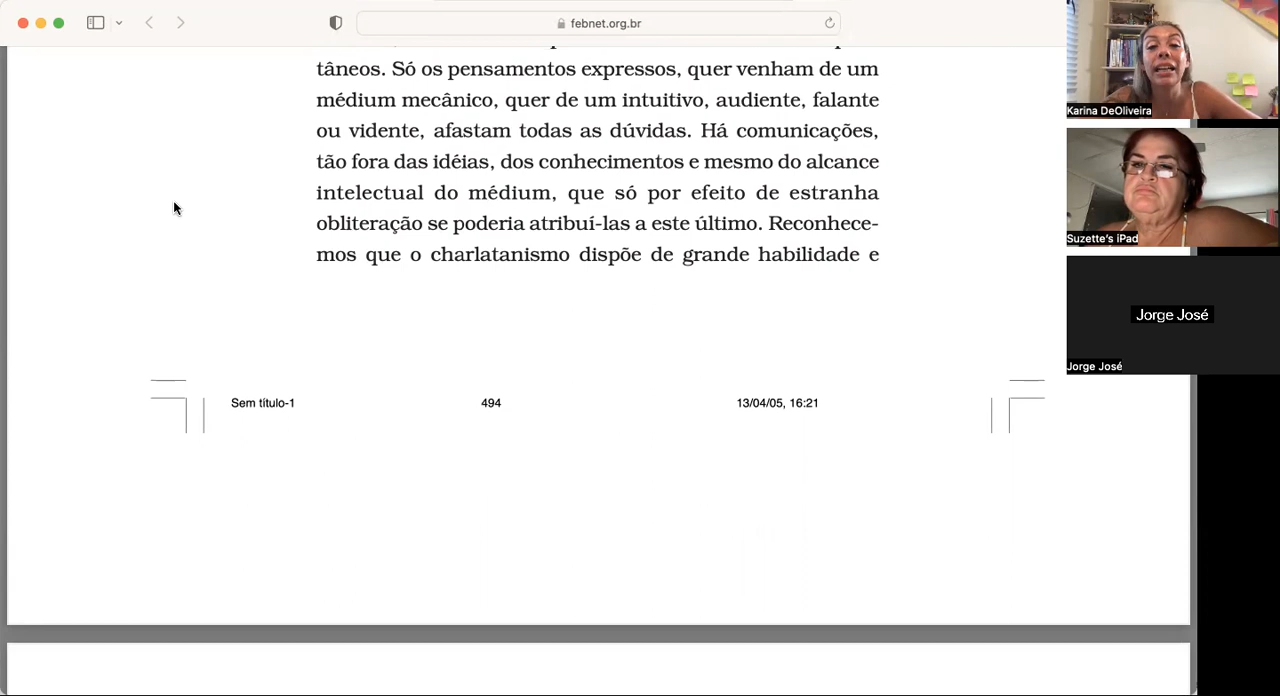 febnet.org.br
tâneos. Só os pensamentos expressos, quer venham de um
médium mecânico, quer de um intuitivo, audiente, falante
ou vidente, afastam todas as dúvidas. Há comunicações,
tão fora das idéias, dos conhecimentos e mesmo do alcance
intelectual do médium, que só por efeito de estranha
obliteração se poderia atribuí-las a este último. Reconhece-
mos que o charlatanismo dispõe de grande habilidade e
Sem título-1 494 13/04/05, 16:21
Karina DeOliveira
Suzette's iPad
Jorge José
Jorge José